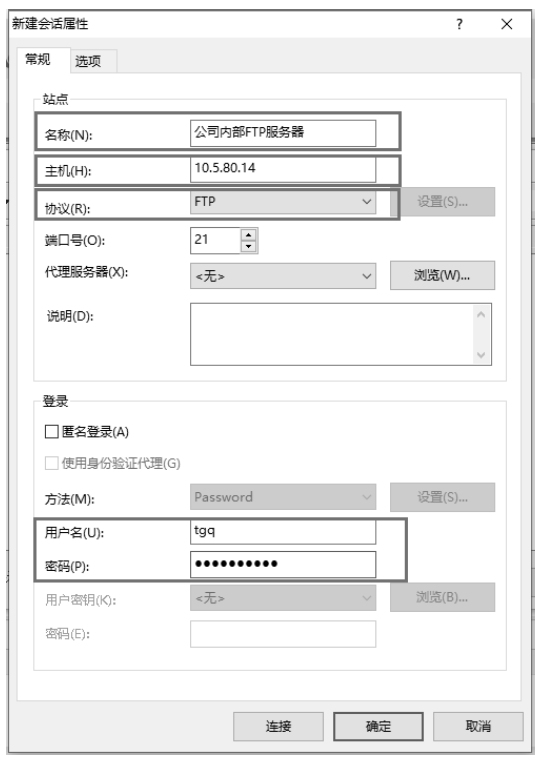 新建会话属性 ? ×
常规 选项
站点
名称(N): 公司内部FTP服务器
主机(H): 10.5.80.14
协议(R): FTP 设置(S)...
端口号(O): 21
代理服务器(X): <无> 浏览(W)...
说明(D):
登录
匿名登录(A)
使用身份验证代理(G)
方法(M): Password 设置(S)...
用户名(U): tgq
密码(P): ●●●●●●●●●●
用户密钥(K): <无> 浏览(B)...
密码(E):
连接 确定 取消